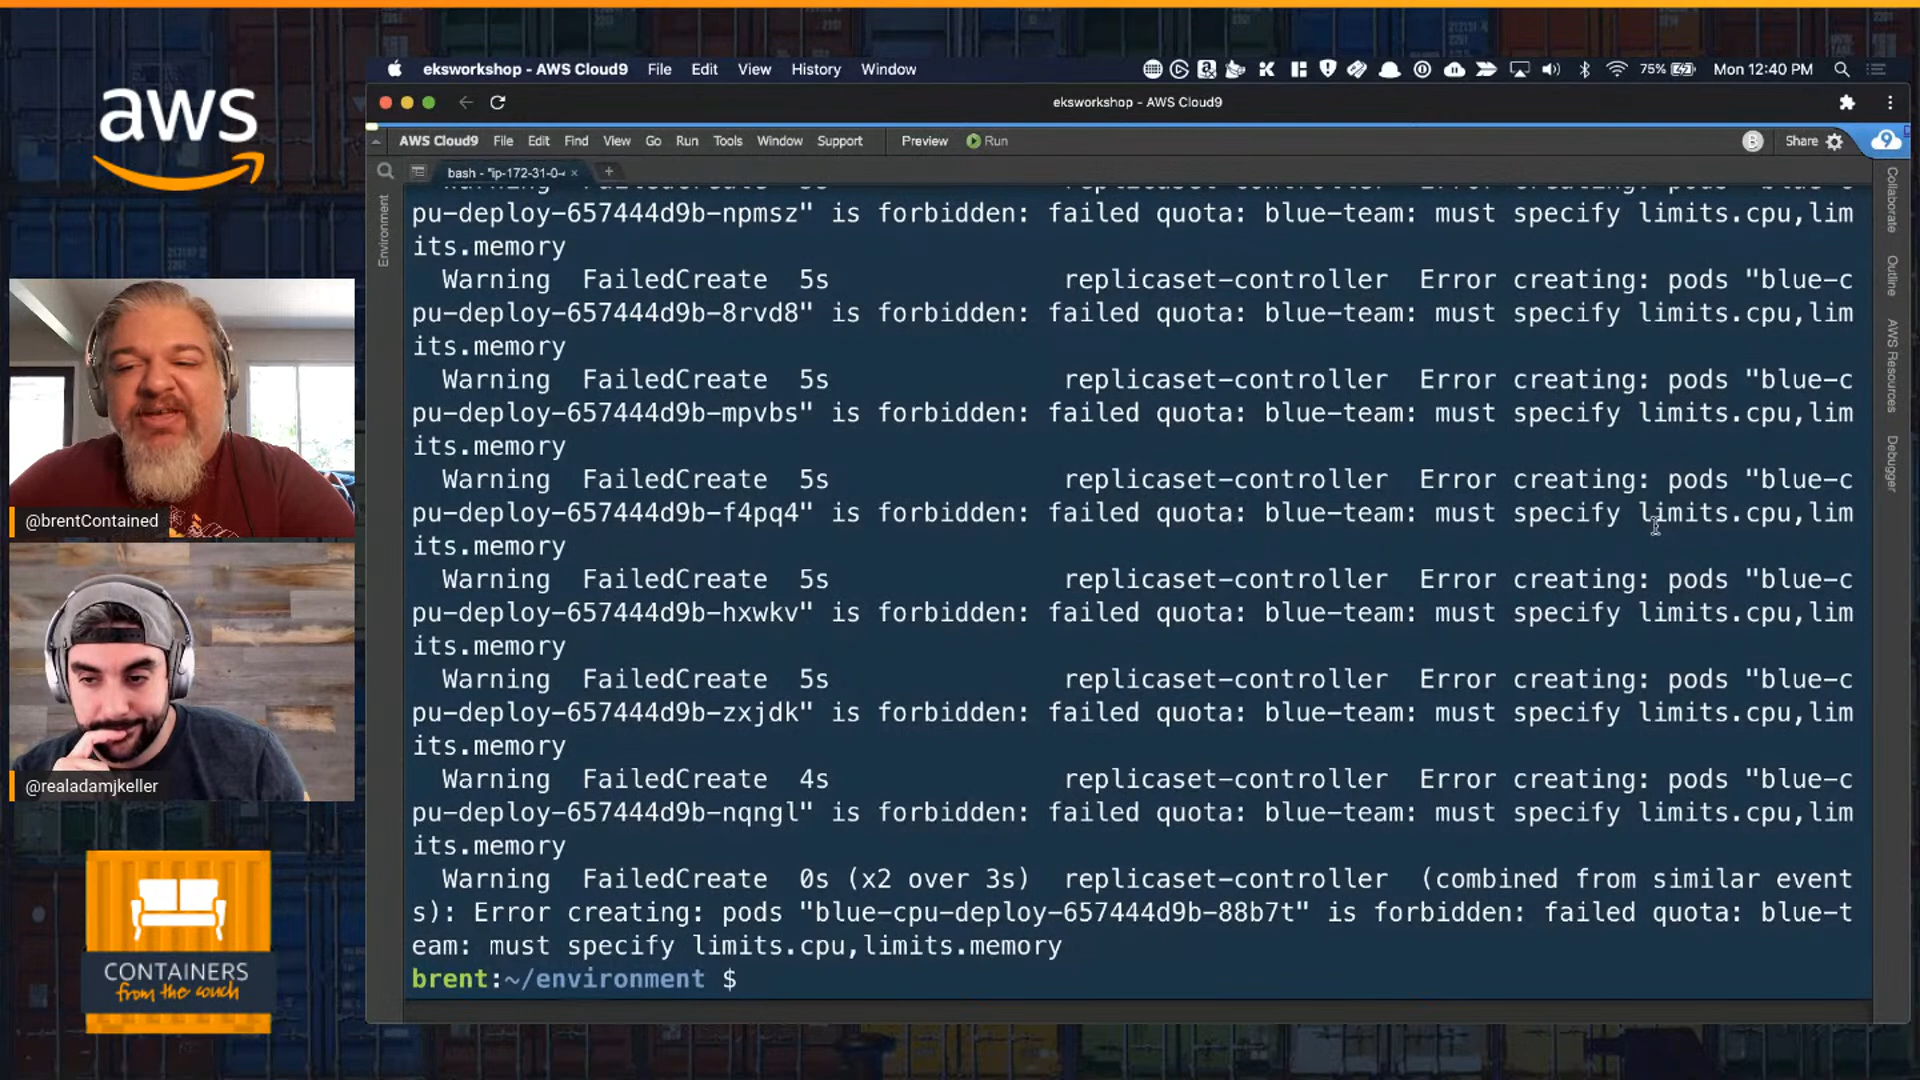 aws
eksworkshop - AWS Cloud9 File Edit View History Window 75% Mon 12:40 PM
eksworkshop - AWS Cloud9
AWS Cloud9 File Edit Find View Go Run Tools Window Support Preview Run B Share 9
bash - "ip-172-31-0- × +
Environment
Collaborate
Outline
AWS Resources
Debugger
Warning FailedCreate replicaset-controller Error creating: pods "blue-c
pu-deploy-657444d9b-npmsz" is forbidden: failed quota: blue-team: must specify limits.cpu,lim
its.memory
Warning FailedCreate 5s replicaset-controller Error creating: pods "blue-c
pu-deploy-657444d9b-8rvd8" is forbidden: failed quota: blue-team: must specify limits.cpu,lim
its.memory
Warning FailedCreate 5s replicaset-controller Error creating: pods "blue-c
pu-deploy-657444d9b-mpvbs" is forbidden: failed quota: blue-team: must specify limits.cpu,lim
its.memory
Warning FailedCreate 5s replicaset-controller Error creating: pods "blue-c
pu-deploy-657444d9b-f4pq4" is forbidden: failed quota: blue-team: must specify limits.cpu,lim
its.memory
Warning FailedCreate 5s replicaset-controller Error creating: pods "blue-c
pu-deploy-657444d9b-hxwkv" is forbidden: failed quota: blue-team: must specify limits.cpu,lim
its.memory
Warning FailedCreate 5s replicaset-controller Error creating: pods "blue-c
pu-deploy-657444d9b-zxjdk" is forbidden: failed quota: blue-team: must specify limits.cpu,lim
its.memory
Warning FailedCreate 4s replicaset-controller Error creating: pods "blue-c
pu-deploy-657444d9b-nqngl" is forbidden: failed quota: blue-team: must specify limits.cpu,lim
its.memory
Warning FailedCreate 0s (x2 over 3s) replicaset-controller (combined from similar event
s): Error creating: pods "blue-cpu-deploy-657444d9b-88b7t" is forbidden: failed quota: blue-t
eam: must specify limits.cpu,limits.memory
brent:~/environment $
@brentContained
@realadamjkeller
CONTAINERS
from the couch